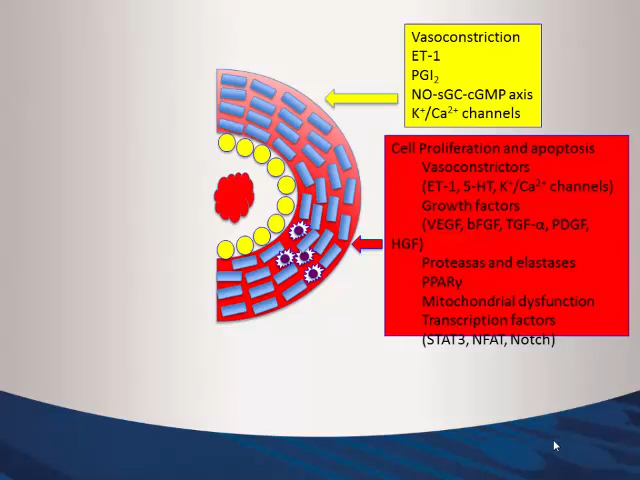 Vasoconstriction
ET-1
PGI₂
NO-sGC-cGMP axis
K⁺/Ca²⁺ channels
Cell Proliferation and apoptosis
Vasoconstrictors
(ET-1, 5-HT, K⁺/Ca²⁺ channels)
Growth factors
(VEGF, bFGF, TGF-α, PDGF,
HGF)
Proteasas and elastases
PPARγ
Mitochondrial dysfunction
Transcription factors
(STAT3, NFAT, Notch)